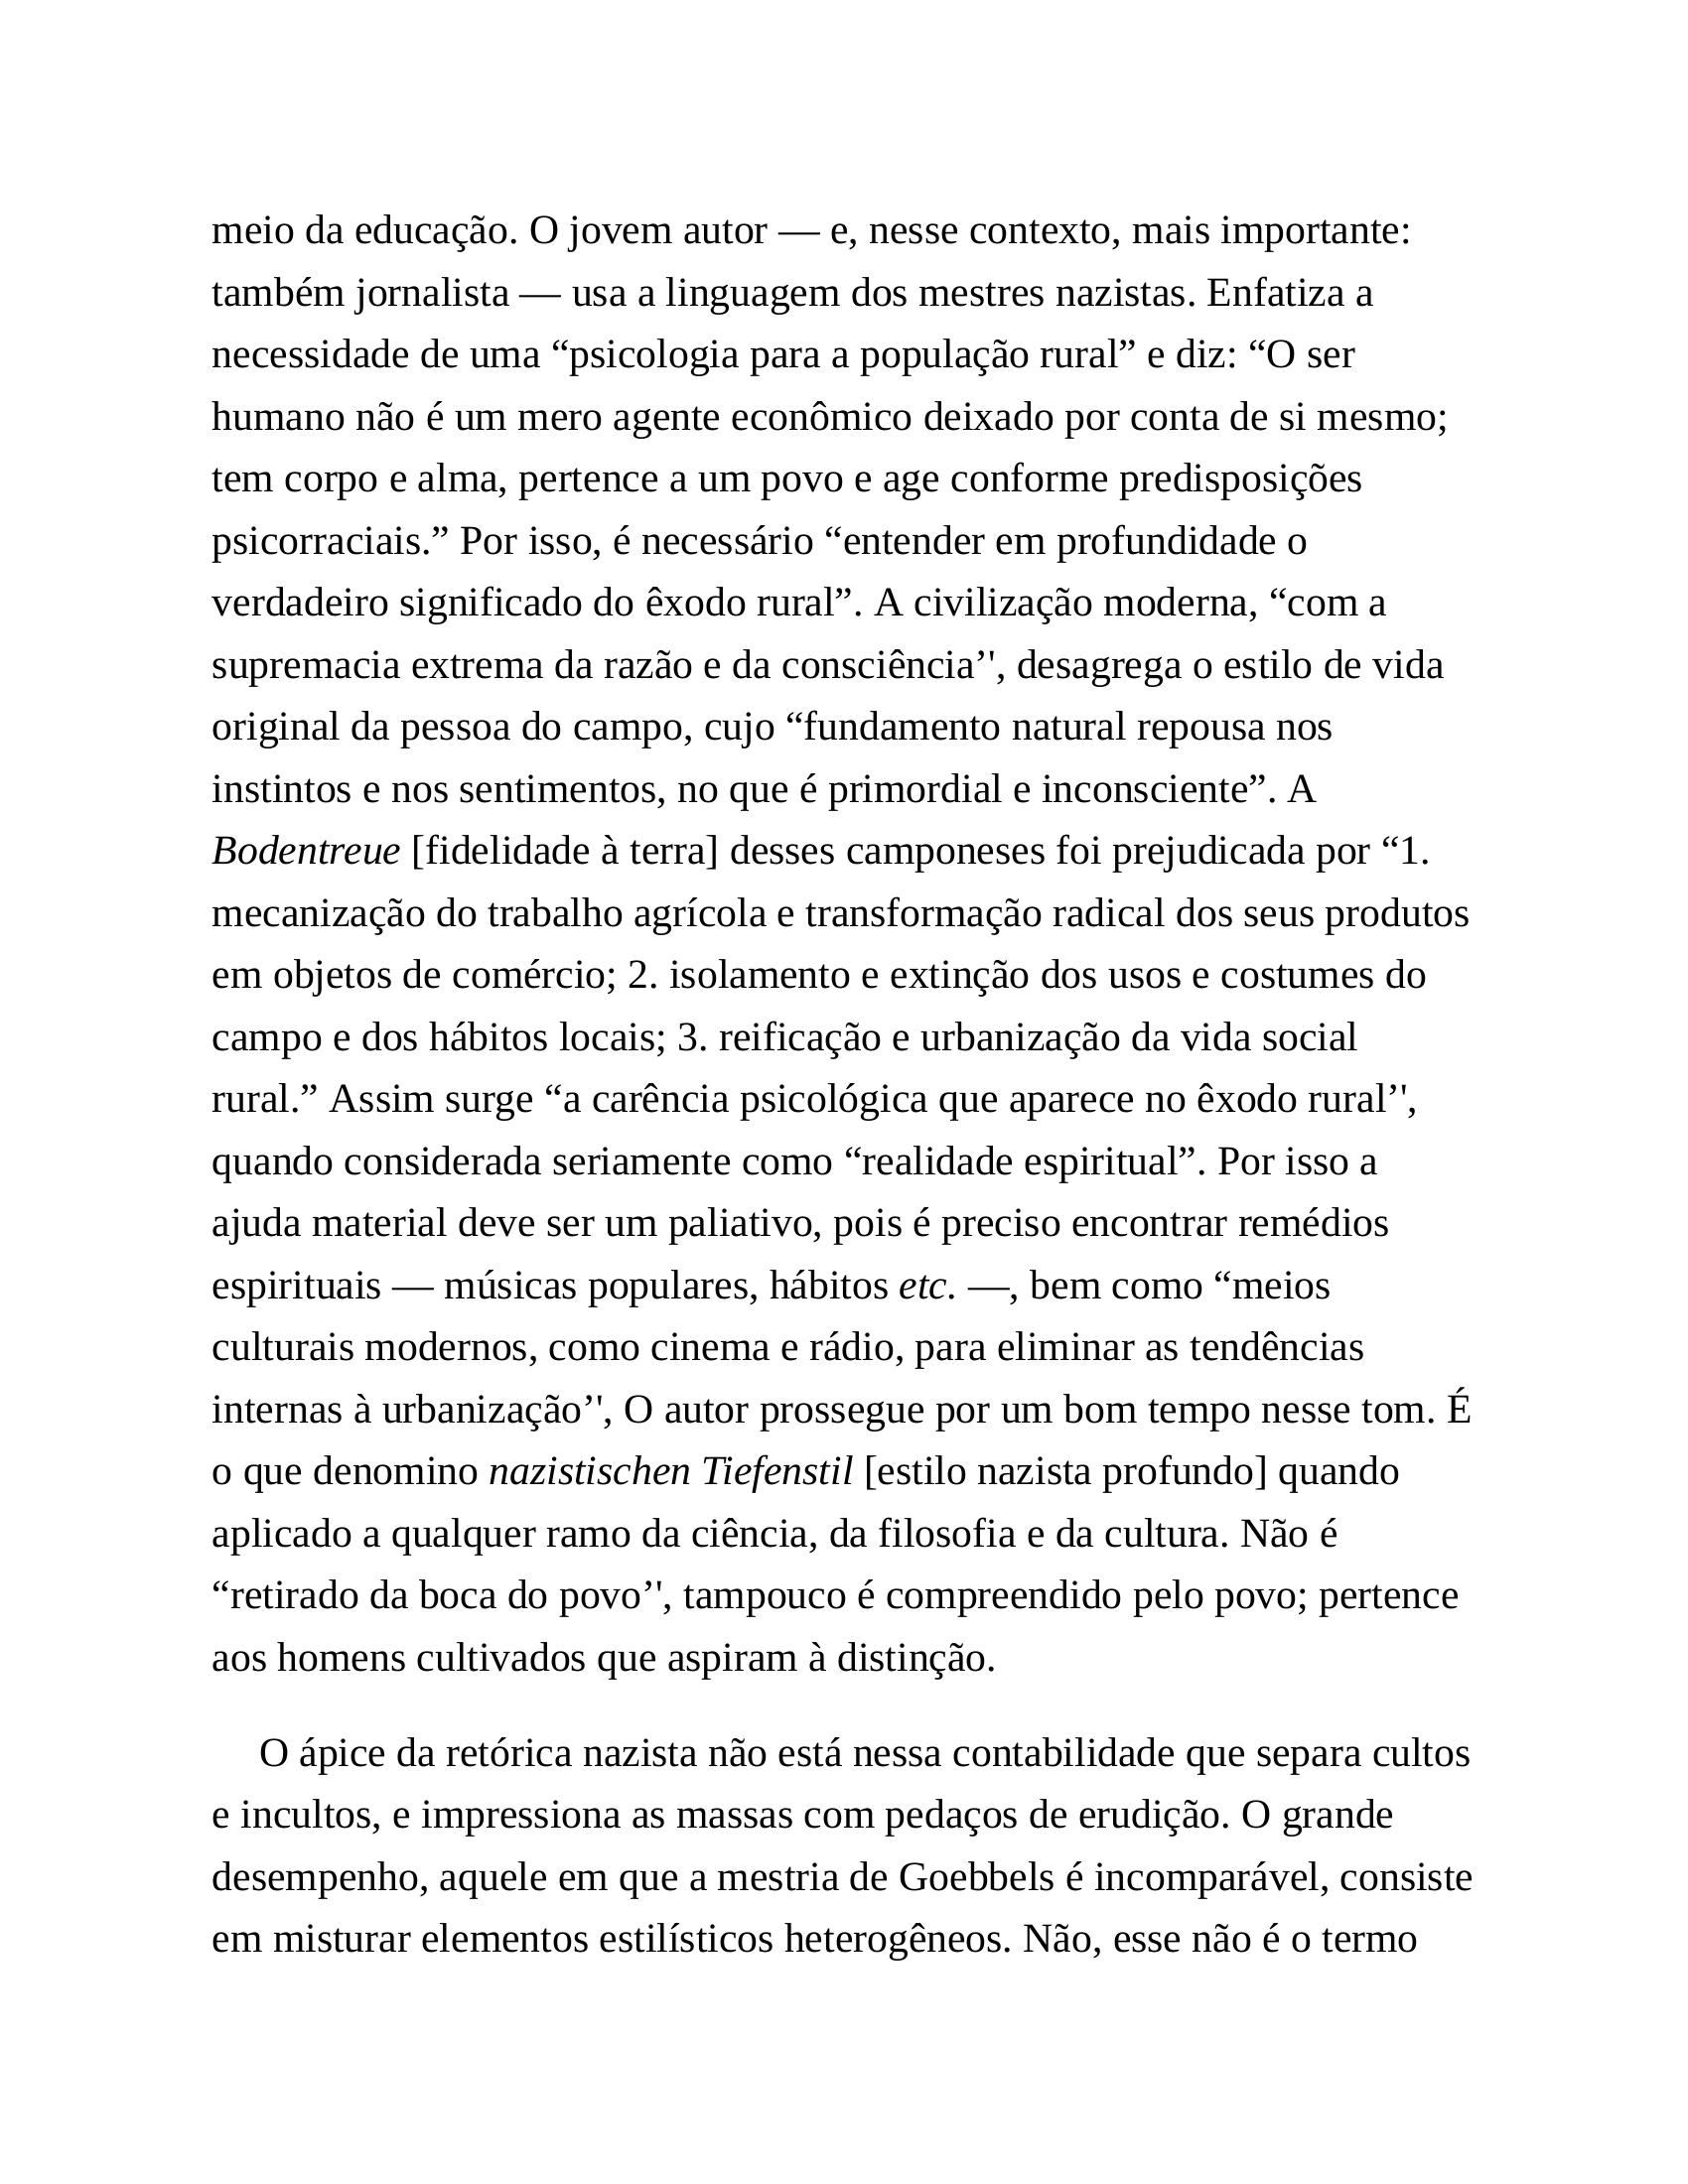 meio da educação. O jovem autor — e, nesse contexto, mais importante:
também jornalista — usa a linguagem dos mestres nazistas. Enfatiza a
necessidade de uma “psicologia para a população rural” e diz: “O ser
humano não é um mero agente econômico deixado por conta de si mesmo;
tem corpo e alma, pertence a um povo e age conforme predisposições
psicorraciais.” Por isso, é necessário “entender em profundidade o
verdadeiro significado do êxodo rural”. A civilização moderna, “com a
supremacia extrema da razão e da consciência’', desagrega o estilo de vida
original da pessoa do campo, cujo “fundamento natural repousa nos
instintos e nos sentimentos, no que é primordial e inconsciente”. A
Bodentreue [fidelidade à terra] desses camponeses foi prejudicada por “1.
mecanização do trabalho agrícola e transformação radical dos seus produtos
em objetos de comércio; 2. isolamento e extinção dos usos e costumes do
campo e dos hábitos locais; 3. reificação e urbanização da vida social
rural.” Assim surge “a carência psicológica que aparece no êxodo rural’',
quando considerada seriamente como “realidade espiritual”. Por isso a
ajuda material deve ser um paliativo, pois é preciso encontrar remédios
espirituais — músicas populares, hábitos etc. —, bem como “meios
culturais modernos, como cinema e rádio, para eliminar as tendências
internas à urbanização’', O autor prossegue por um bom tempo nesse tom. É
o que denomino nazistischen Tiefenstil [estilo nazista profundo] quando
aplicado a qualquer ramo da ciência, da filosofia e da cultura. Não é
“retirado da boca do povo’', tampouco é compreendido pelo povo; pertence
aos homens cultivados que aspiram à distinção.
O ápice da retórica nazista não está nessa contabilidade que separa cultos
e incultos, e impressiona as massas com pedaços de erudição. O grande
desempenho, aquele em que a mestria de Goebbels é incomparável, consiste
em misturar elementos estilísticos heterogêneos. Não, esse não é o termo